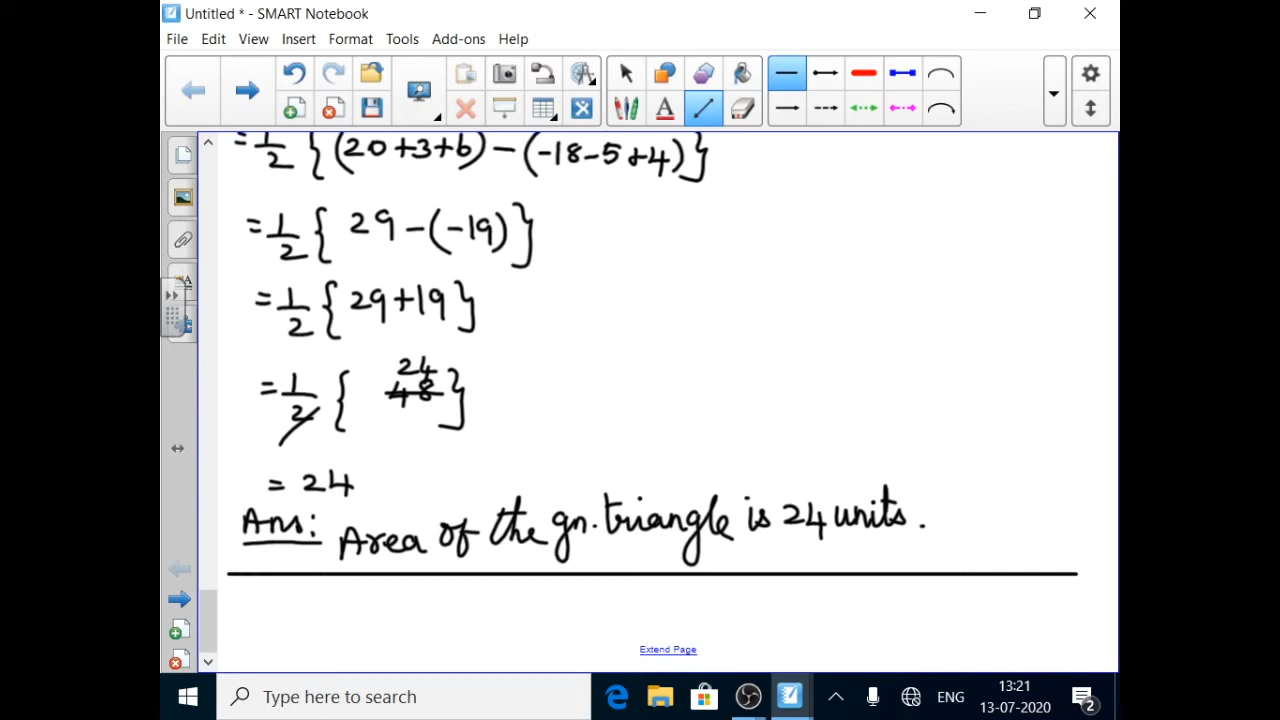 Untitled * - SMART Notebook
File Edit View Insert Format Tools Add-ons Help
= 1/2 { (20+3+6) - (-18-5+4) }
= 1/2 { 29 - (-19) }
= 1/2 { 29+19 }
24
= 1/2 { 48 }
= 24
Ans: Area of the gn. triangle is 24 units.
Extend Page
Type here to search
ENG
13:21
13-07-2020
2